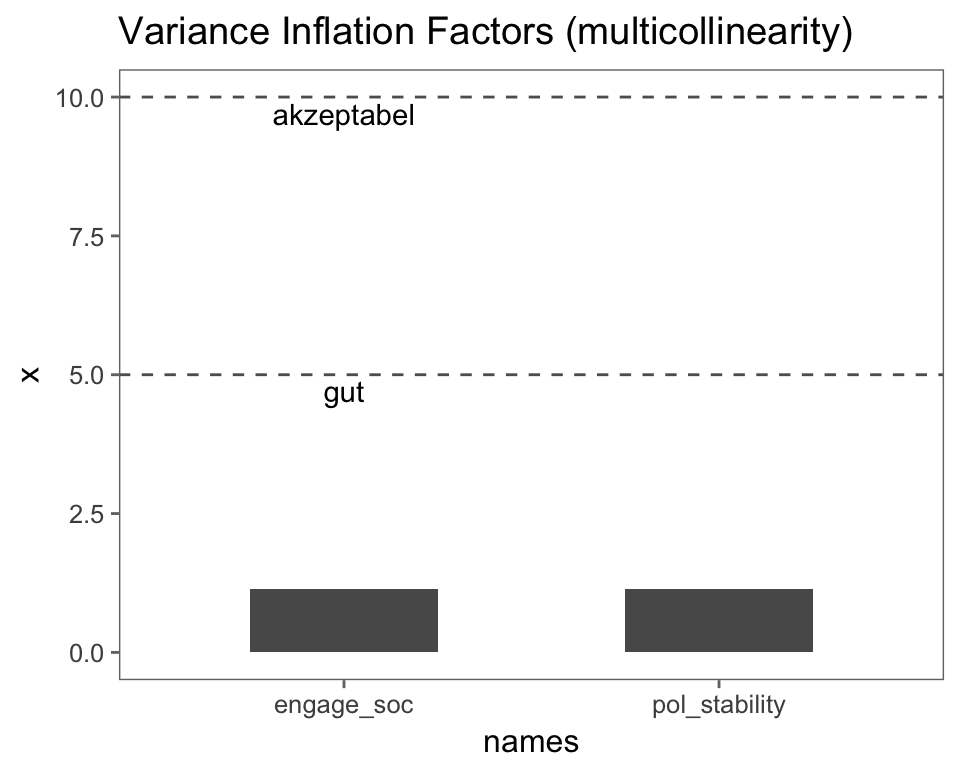 Variance Inflation Factors (multicollinearity)
10.0
akzeptabel
7.5
x
5.0
gut
2.5
0.0
engage_soc
pol_stability
names